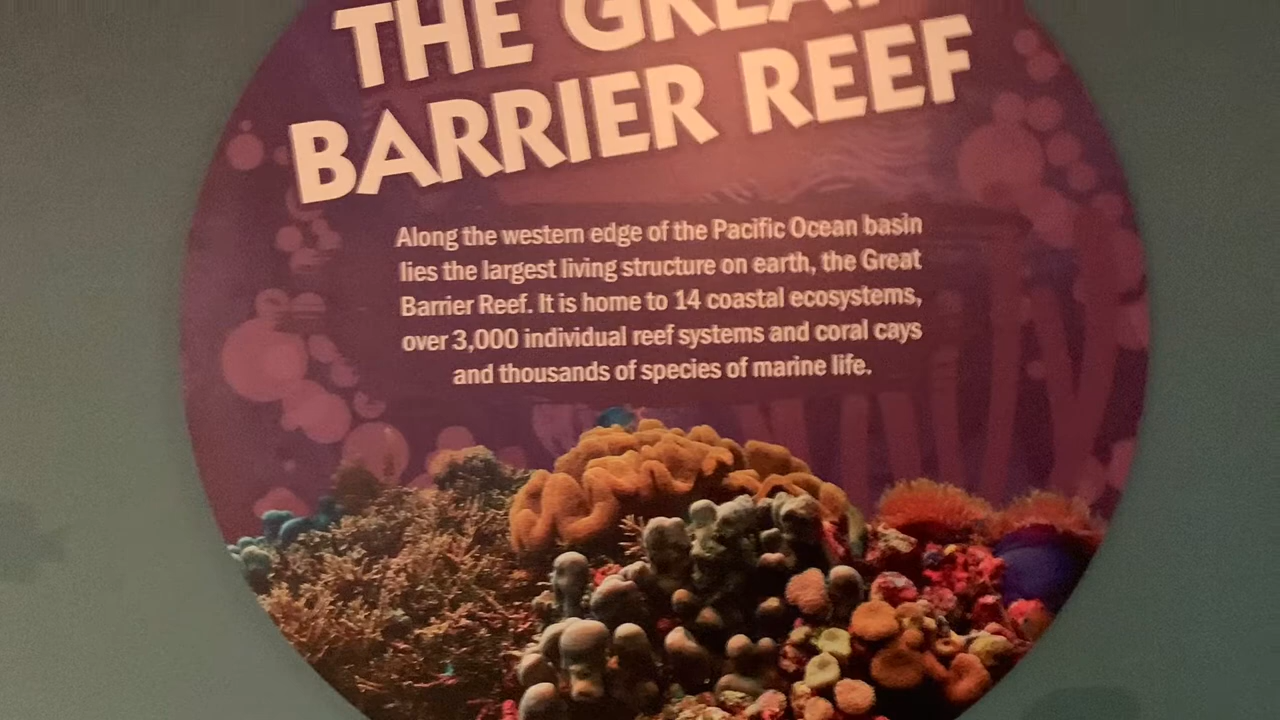 THE GREAT
BARRIER REEF
Along the western edge of the Pacific Ocean basin
lies the largest living structure on earth, the Great
Barrier Reef. It is home to 14 coastal ecosystems,
over 3,000 individual reef systems and coral cays
and thousands of species of marine life.